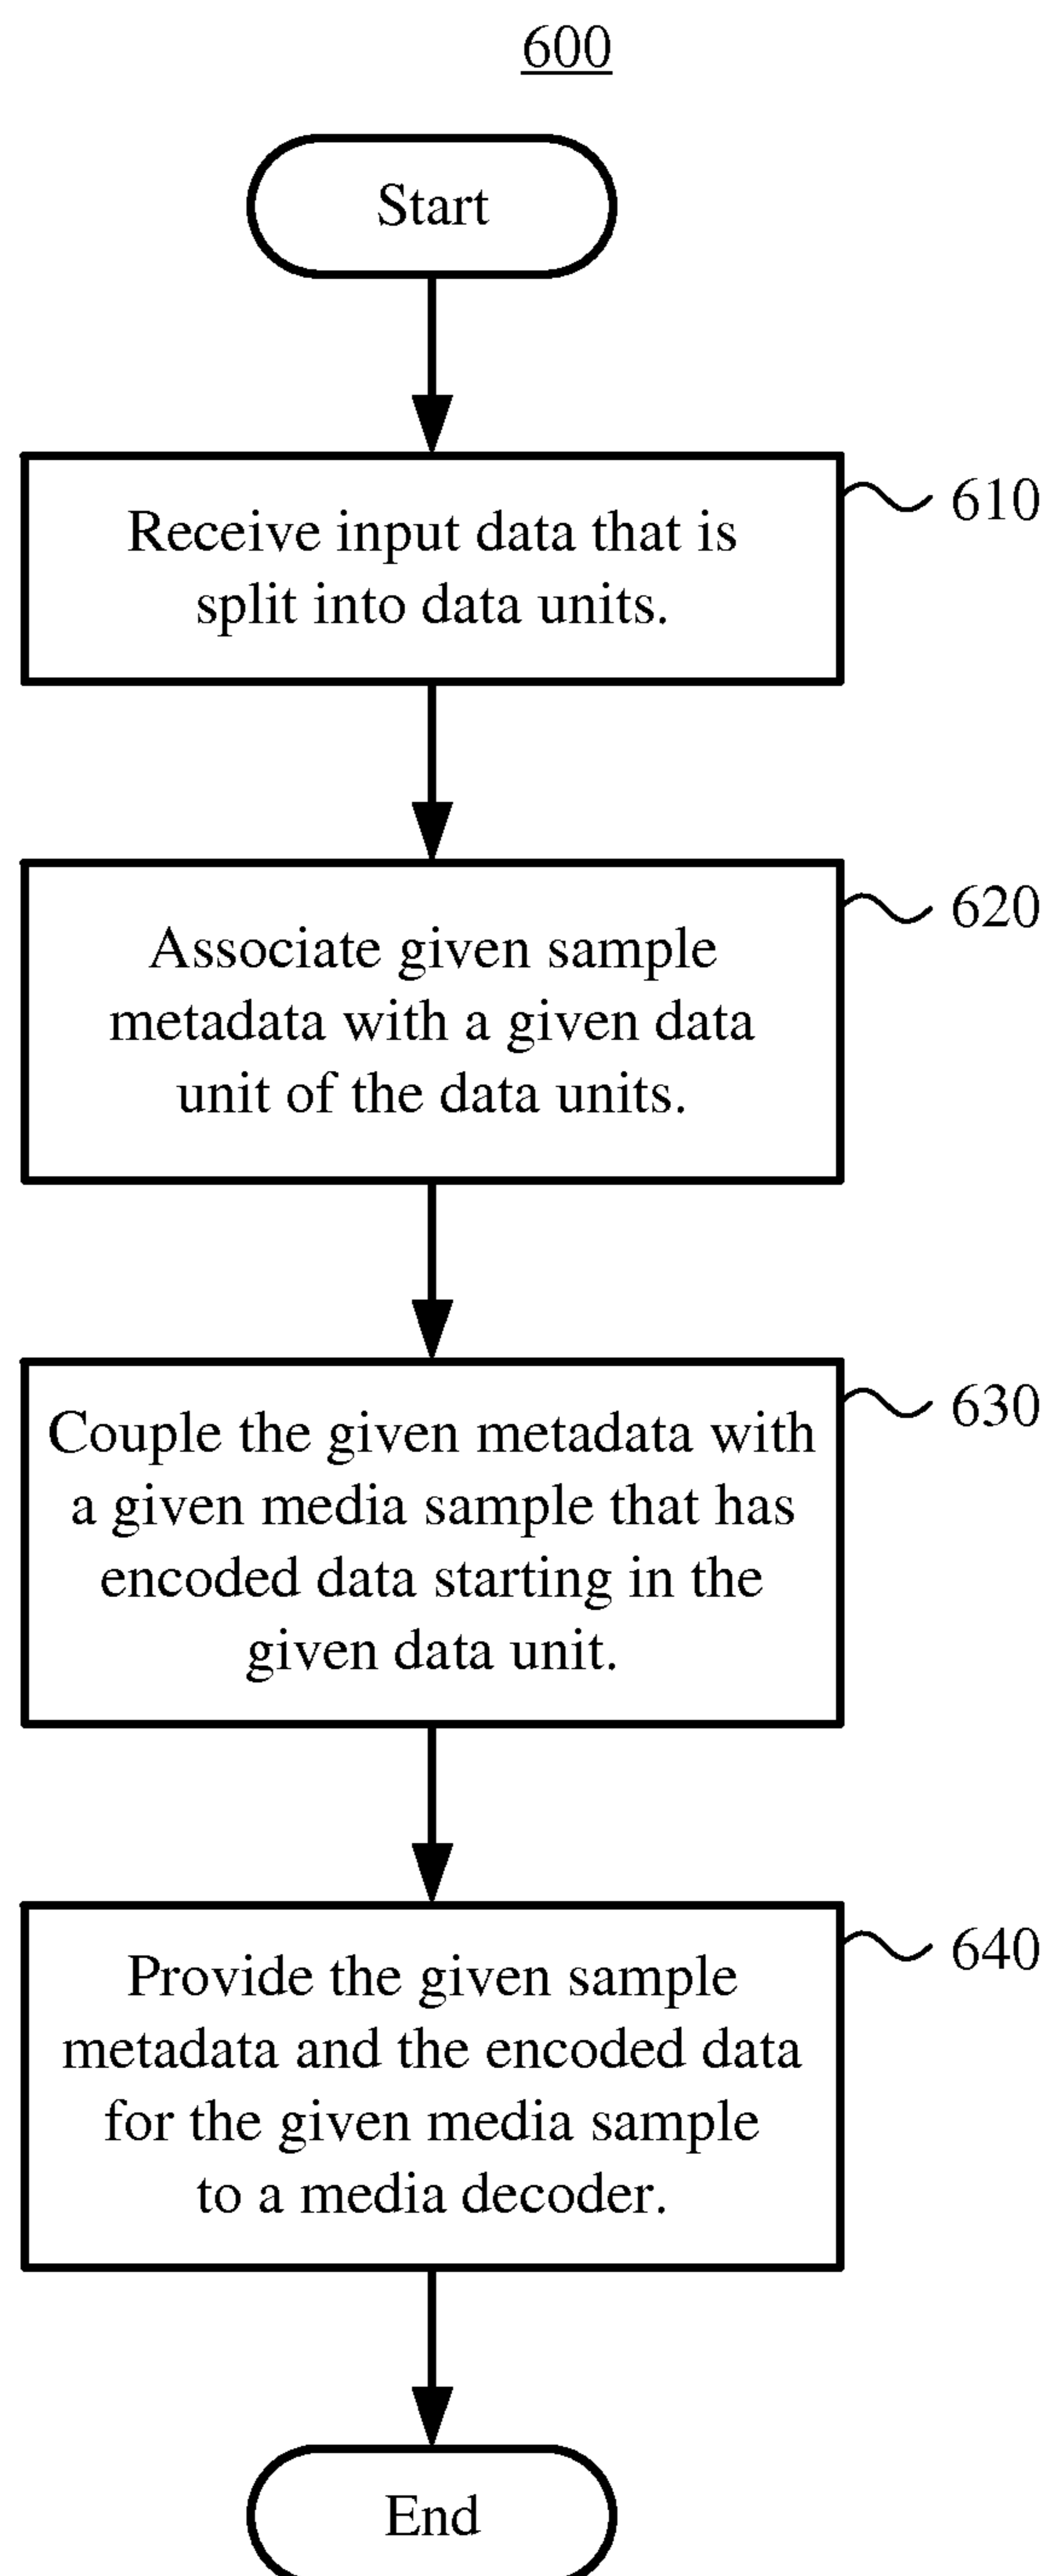 600
Start
Receive input data that is
split into data units.
610
Associate given sample
metadata with a given data
unit of the data units.
620
Couple the given metadata with
a given media sample that has
encoded data starting in the
given data unit.
630
Provide the given sample
metadata and the encoded data
for the given media sample
to a media decoder.
640
End